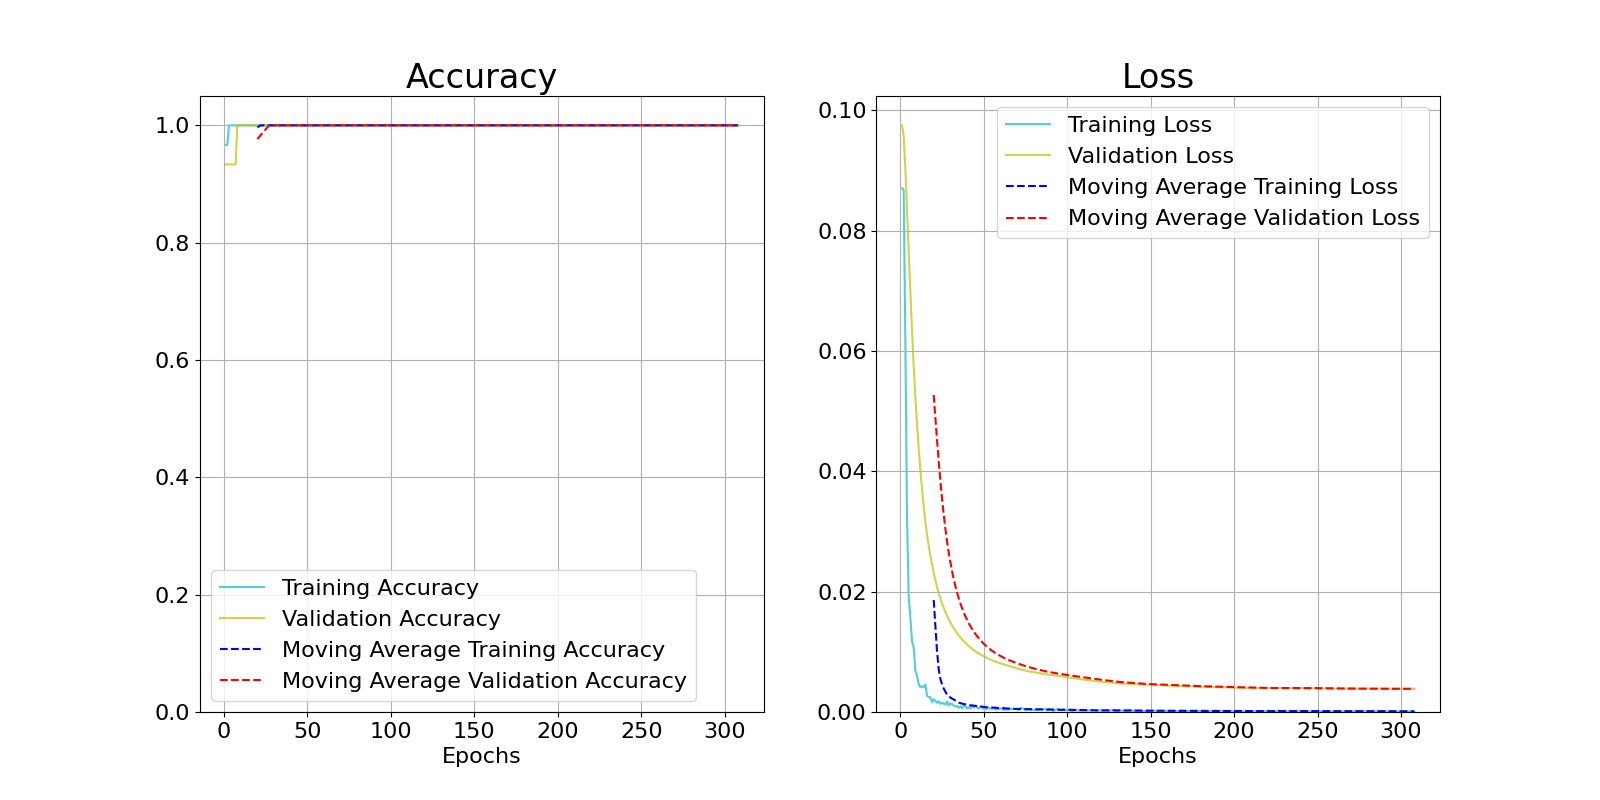 Accuracy
1.0
0.8
0.6
0.4
0.2
0.0
Training Accuracy
Validation Accuracy
Moving Average Training Accuracy
Moving Average Validation Accuracy
0 50 100 150 200 250 300
Epochs
Loss
0.10
0.08
0.06
0.04
0.02
0.00
Training Loss
Validation Loss
Moving Average Training Loss
Moving Average Validation Loss
0 50 100 150 200 250 300
Epochs